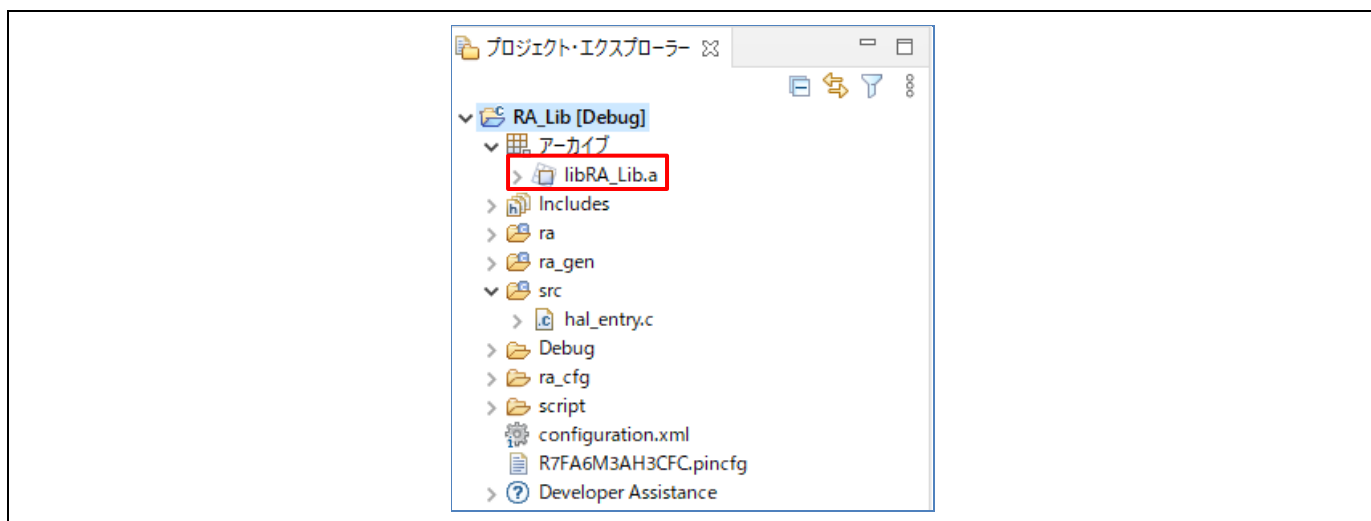 プロジェクト・エクスプローラー
RA_Lib [Debug]
アーカイブ
libRA_Lib.a
Includes
ra
ra_gen
src
hal_entry.c
Debug
ra_cfg
script
configuration.xml
R7FA6M3AH3CFC.pincfg
Developer Assistance